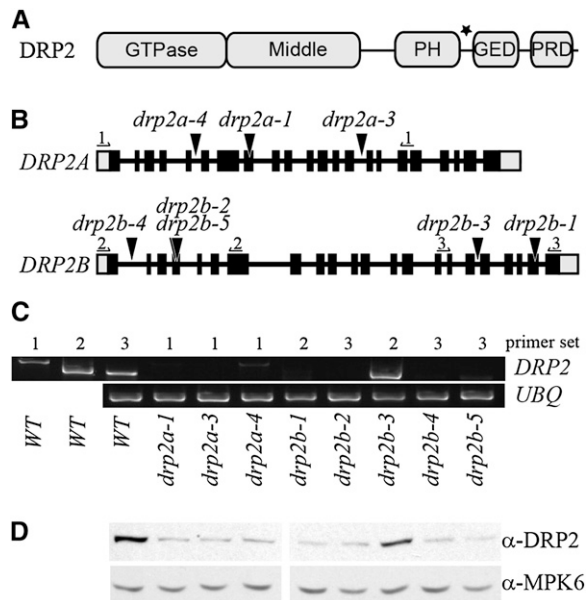 A
DRP2 GTPase Middle PH GED PRD
B
drp2a-4 drp2a-1 drp2a-3
1 1
DRP2A
drp2b-2
drp2b-4 drp2b-5 drp2b-3 drp2b-1
2 2 3 3
DRP2B
C
1 2 3 1 1 1 2 3 2 3 3 primer set
DRP2
UBQ
WT WT WT drp2a-1 drp2a-3 drp2a-4 drp2b-1 drp2b-2 drp2b-3 drp2b-4 drp2b-5
D
α-DRP2
α-MPK6